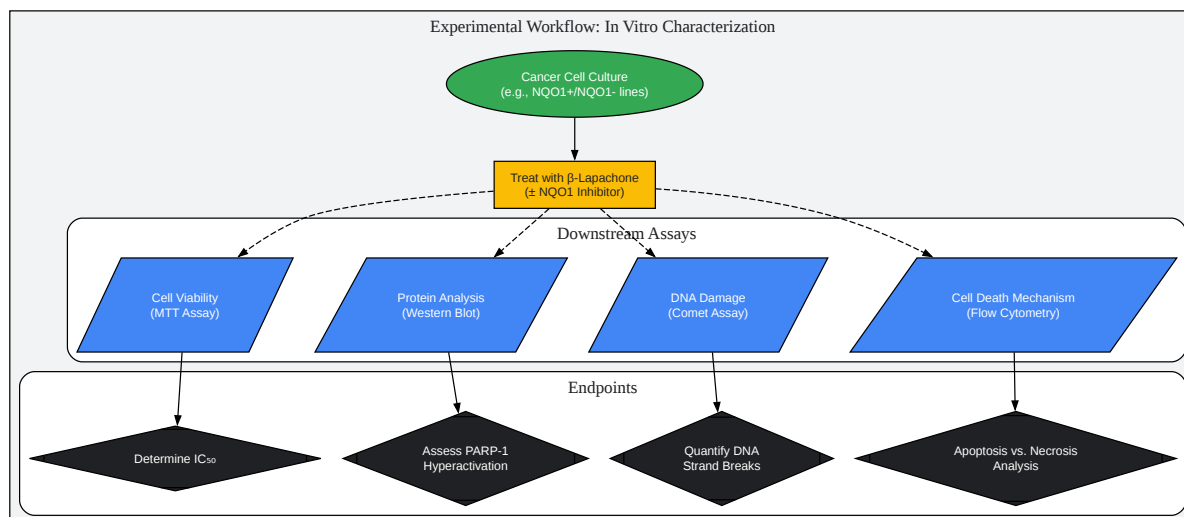 Experimental Workflow: In Vitro Characterization
Cancer Cell Culture
(e.g., NQO1+/NQO1- lines)
Treat with β-Lapachone
(± NQO1 Inhibitor)
Downstream Assays
Cell Viability
(MTT Assay)
Protein Analysis
(Western Blot)
DNA Damage
(Comet Assay)
Cell Death Mechanism
(Flow Cytometry)
Endpoints
Determine IC₅₀
Assess PARP-1
Hyperactivation
Quantify DNA
Strand Breaks
Apoptosis vs. Necrosis
Analysis